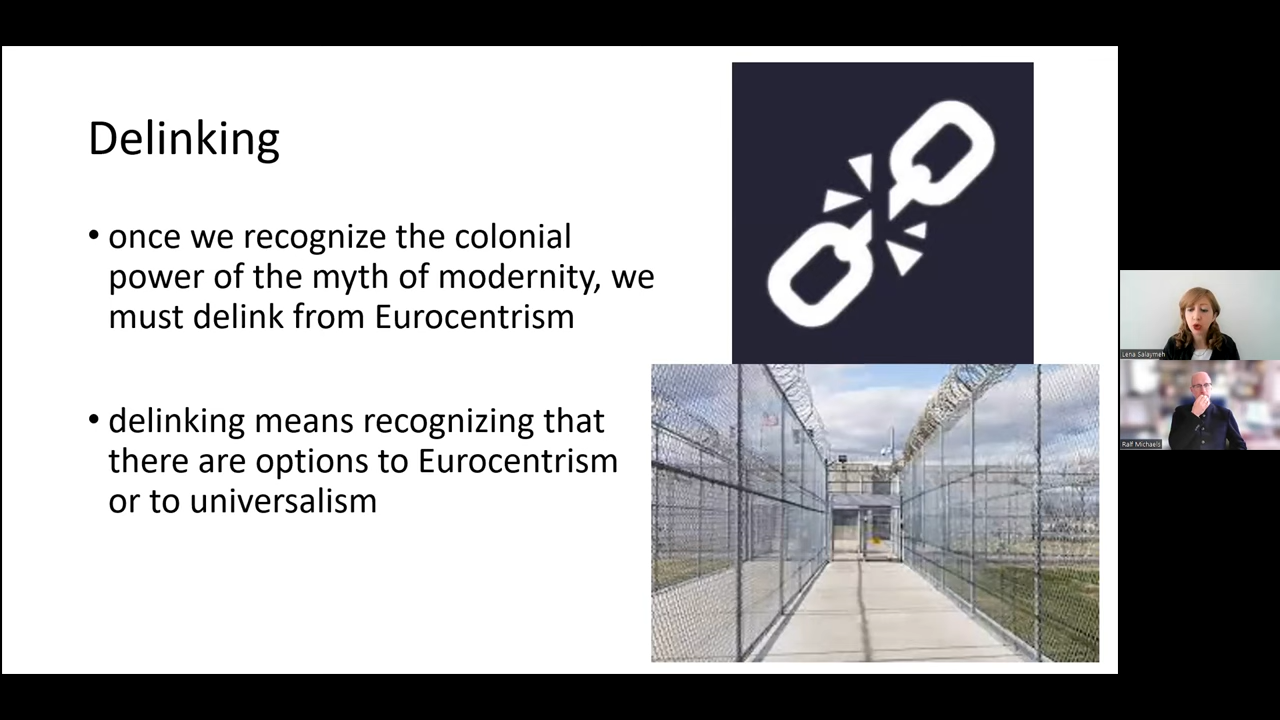 Delinking
• once we recognize the colonial
power of the myth of modernity, we
must delink from Eurocentrism
• delinking means recognizing that
there are options to Eurocentrism
or to universalism
Lena Salaymeh
Ralf Michaels